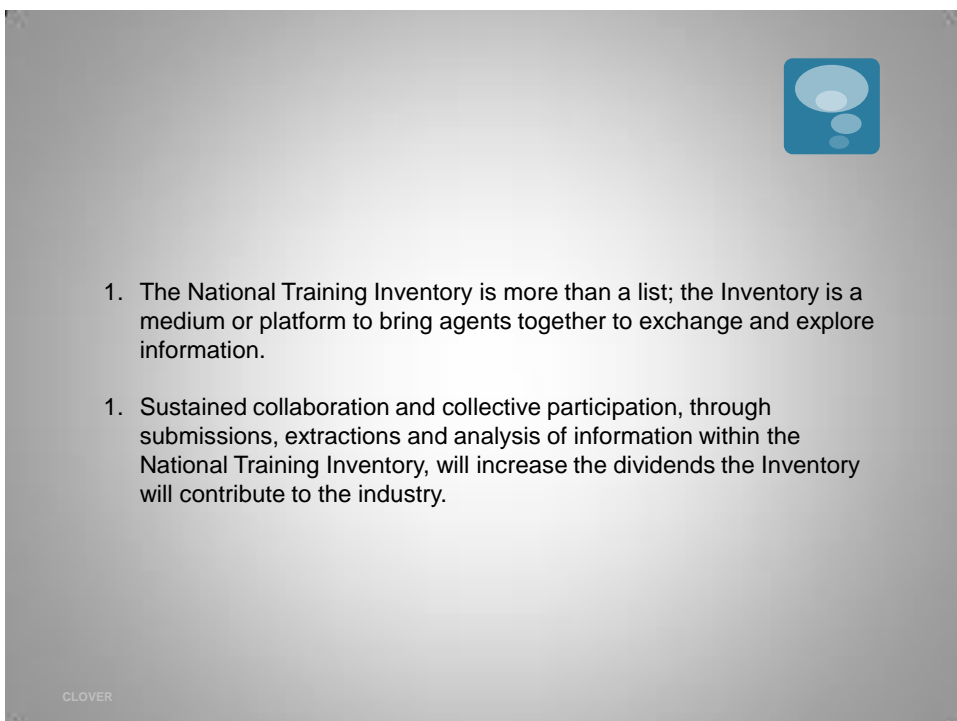 1. The National Training Inventory is more than a list; the Inventory is a
medium or platform to bring agents together to exchange and explore
information.
1. Sustained collaboration and collective participation, through
submissions, extractions and analysis of information within the
National Training Inventory, will increase the dividends the Inventory
will contribute to the industry.
CLOVER